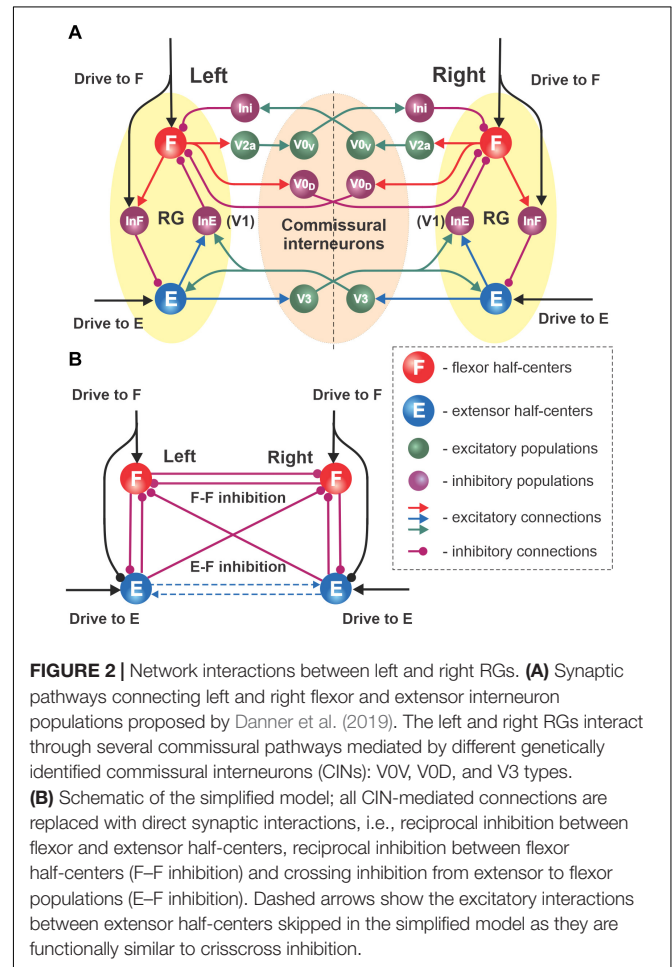 A
Drive to F
Left
Right
Drive to F
Ini
Ini
F
V2a
V0V
V0V
V2a
F
V0D
V0D
InF
RG
InE
(V1)
Commissural
interneurons
(V1)
InE
RG
InF
E
V3
V3
E
Drive to E
Drive to E
B
Drive to F
Drive to F
Left
Right
F
F
F-F inhibition
E-F inhibition
E
E
Drive to E
Drive to E
F - flexor half-centers
E - extensor half-centers
- excitatory populations
- inhibitory populations
- excitatory connections
- inhibitory connections
FIGURE 2 | Network interactions between left and right RGs. (A) Synaptic
pathways connecting left and right flexor and extensor interneuron
populations proposed by Danner et al. (2019). The left and right RGs interact
through several commissural pathways mediated by different genetically
identified commissural interneurons (CINs): V0V, V0D, and V3 types.
(B) Schematic of the simplified model; all CIN-mediated connections are
replaced with direct synaptic interactions, i.e., reciprocal inhibition between
flexor and extensor half-centers, reciprocal inhibition between flexor
half-centers (F–F inhibition) and crossing inhibition from extensor to flexor
populations (E–F inhibition). Dashed arrows show the excitatory interactions
between extensor half-centers skipped in the simplified model as they are
functionally similar to crisscross inhibition.